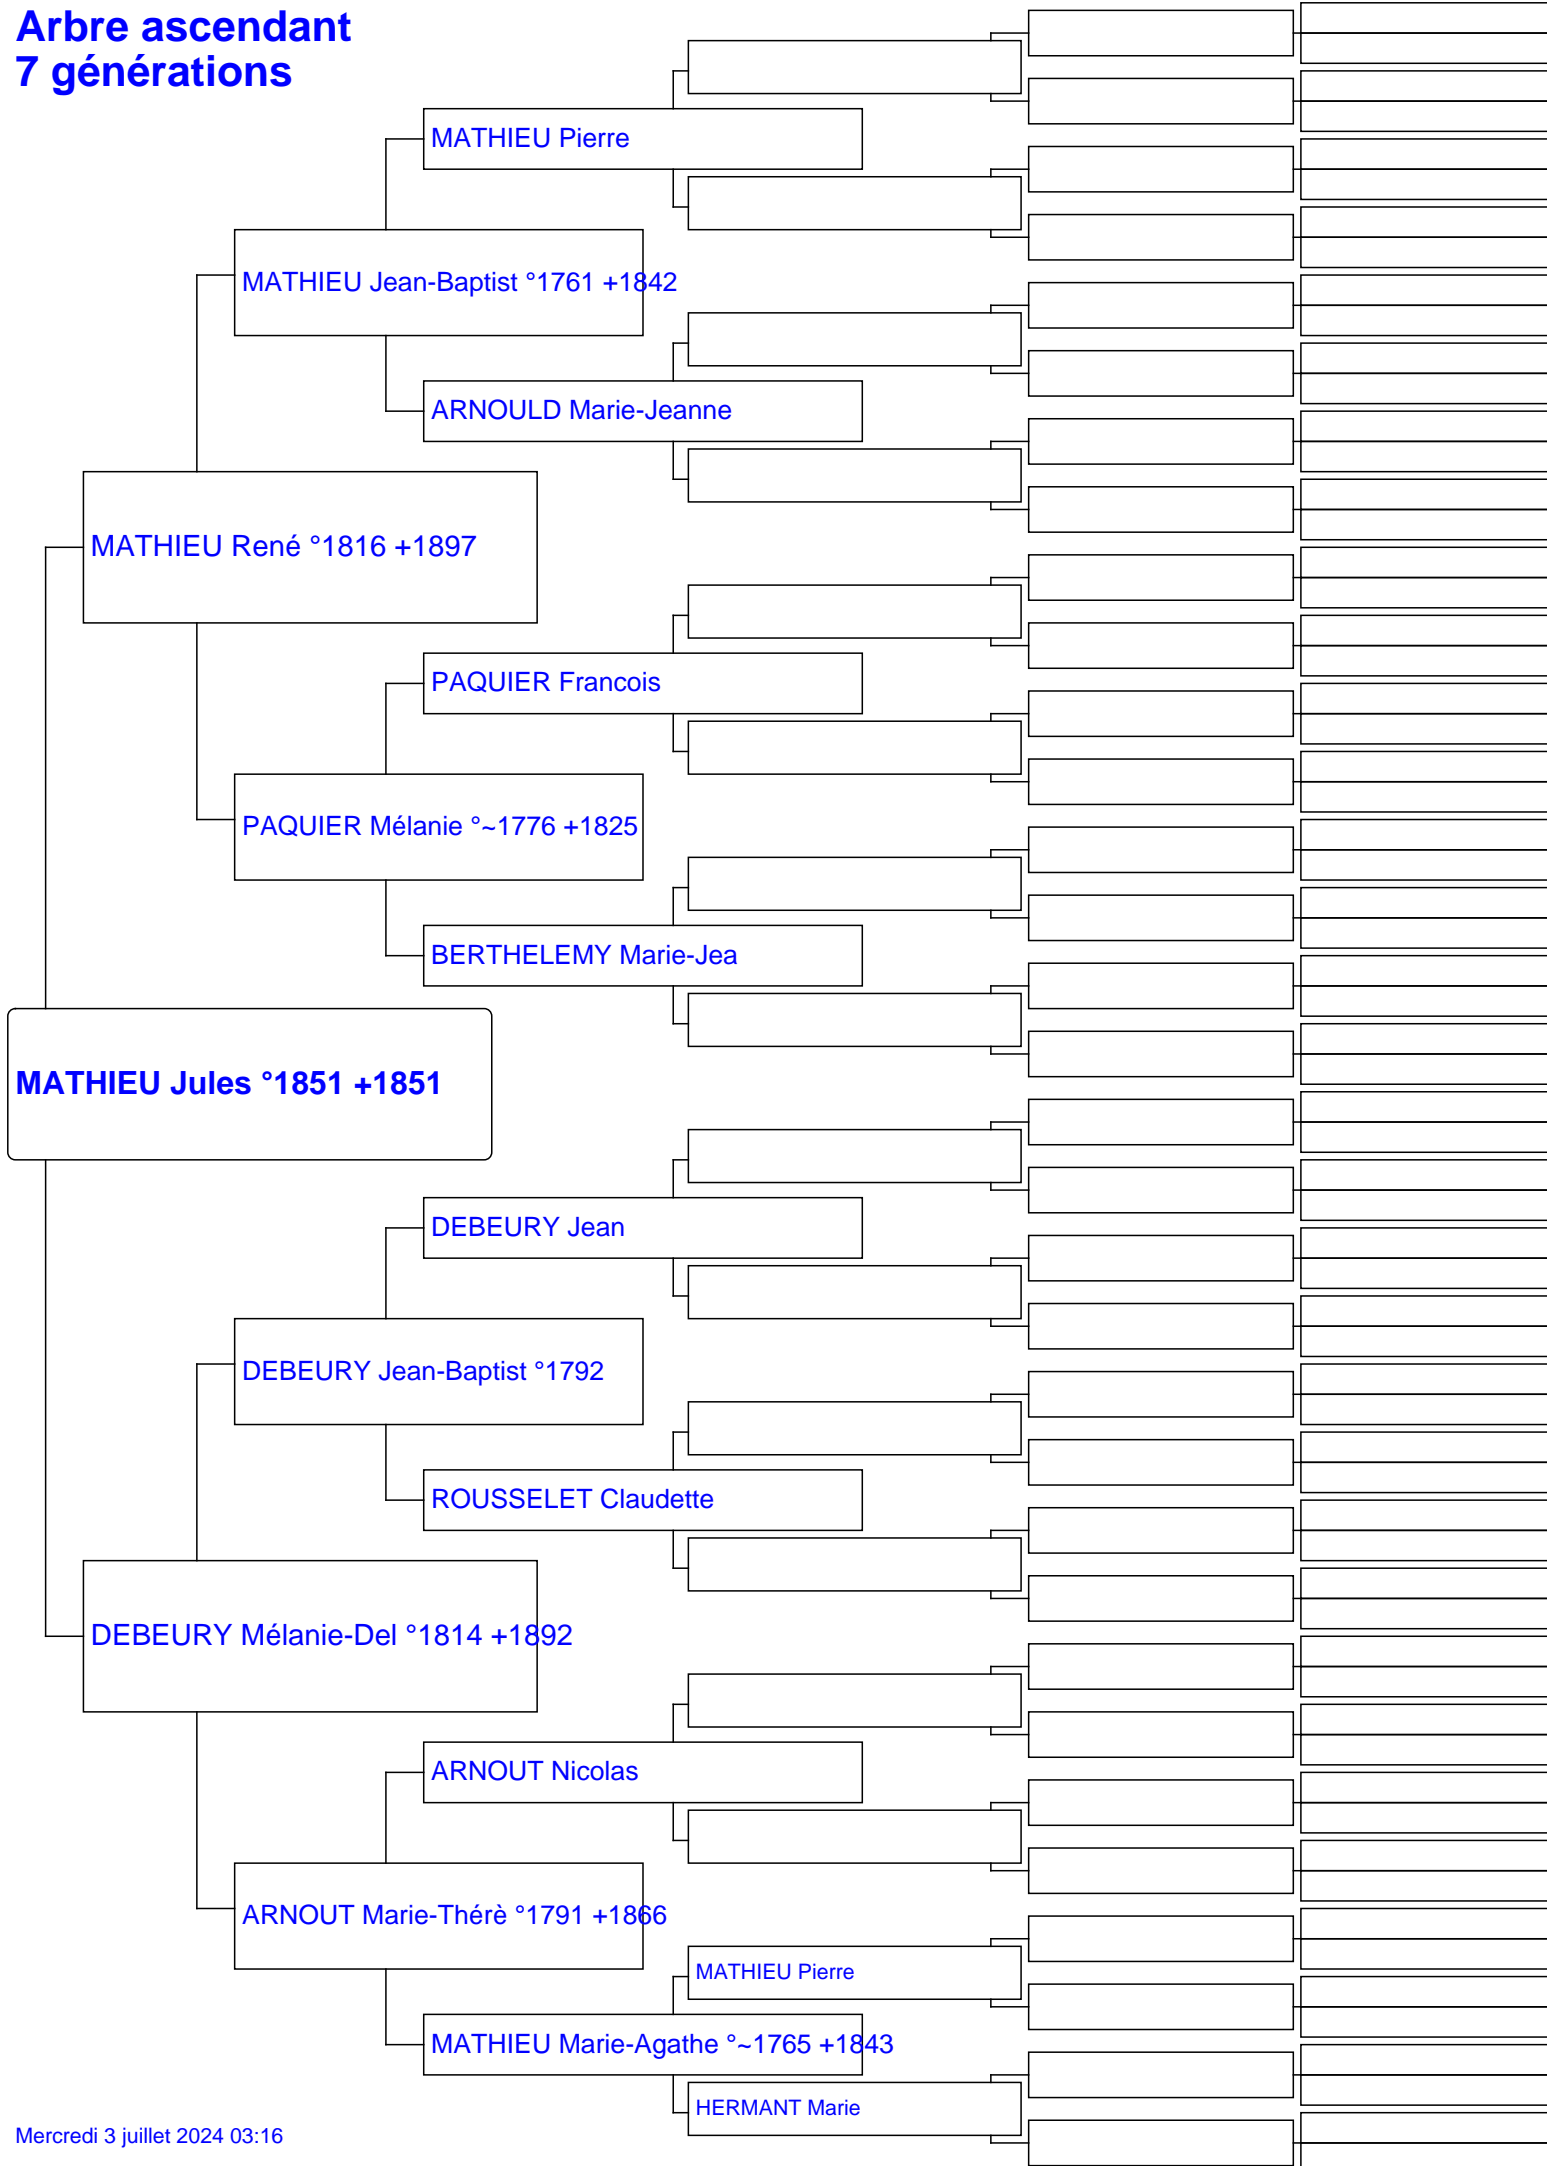 Arbre ascendant
7 générations
MATHIEU Pierre
MATHIEU Jean-Baptist °1761 +1842
ARNOULD Marie-Jeanne
MATHIEU René °1816 +1897
PAQUIER Francois
PAQUIER Mélanie °~1776 +1825
BERTHELEMY Marie-Jea
MATHIEU Jules °1851 +1851
DEBEURY Jean
DEBEURY Jean-Baptist °1792
ROUSSELET Claudette
DEBEURY Mélanie-Del °1814 +1892
ARNOUT Nicolas
ARNOUT Marie-Thérè °1791 +1866
MATHIEU Pierre
MATHIEU Marie-Agathe °~1765 +1843
HERMANT Marie
Mercredi 3 juillet 2024 03:16